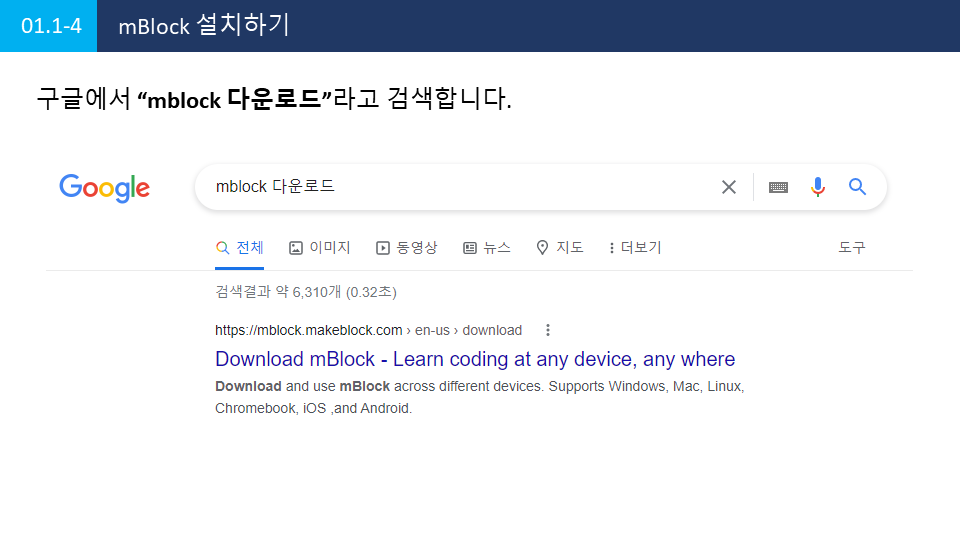 01.1-4
mBlock 설치하기
구글에서 “mblock 다운로드”라고 검색합니다.
Google
mblock 다운로드
전체 이미지 동영상 뉴스 지도 더보기 도구
검색결과 약 6,310개 (0.32초)
https://mblock.makeblock.com › en-us › download
Download mBlock - Learn coding at any device, any where
Download and use mBlock across different devices. Supports Windows, Mac, Linux,
Chromebook, iOS ,and Android.